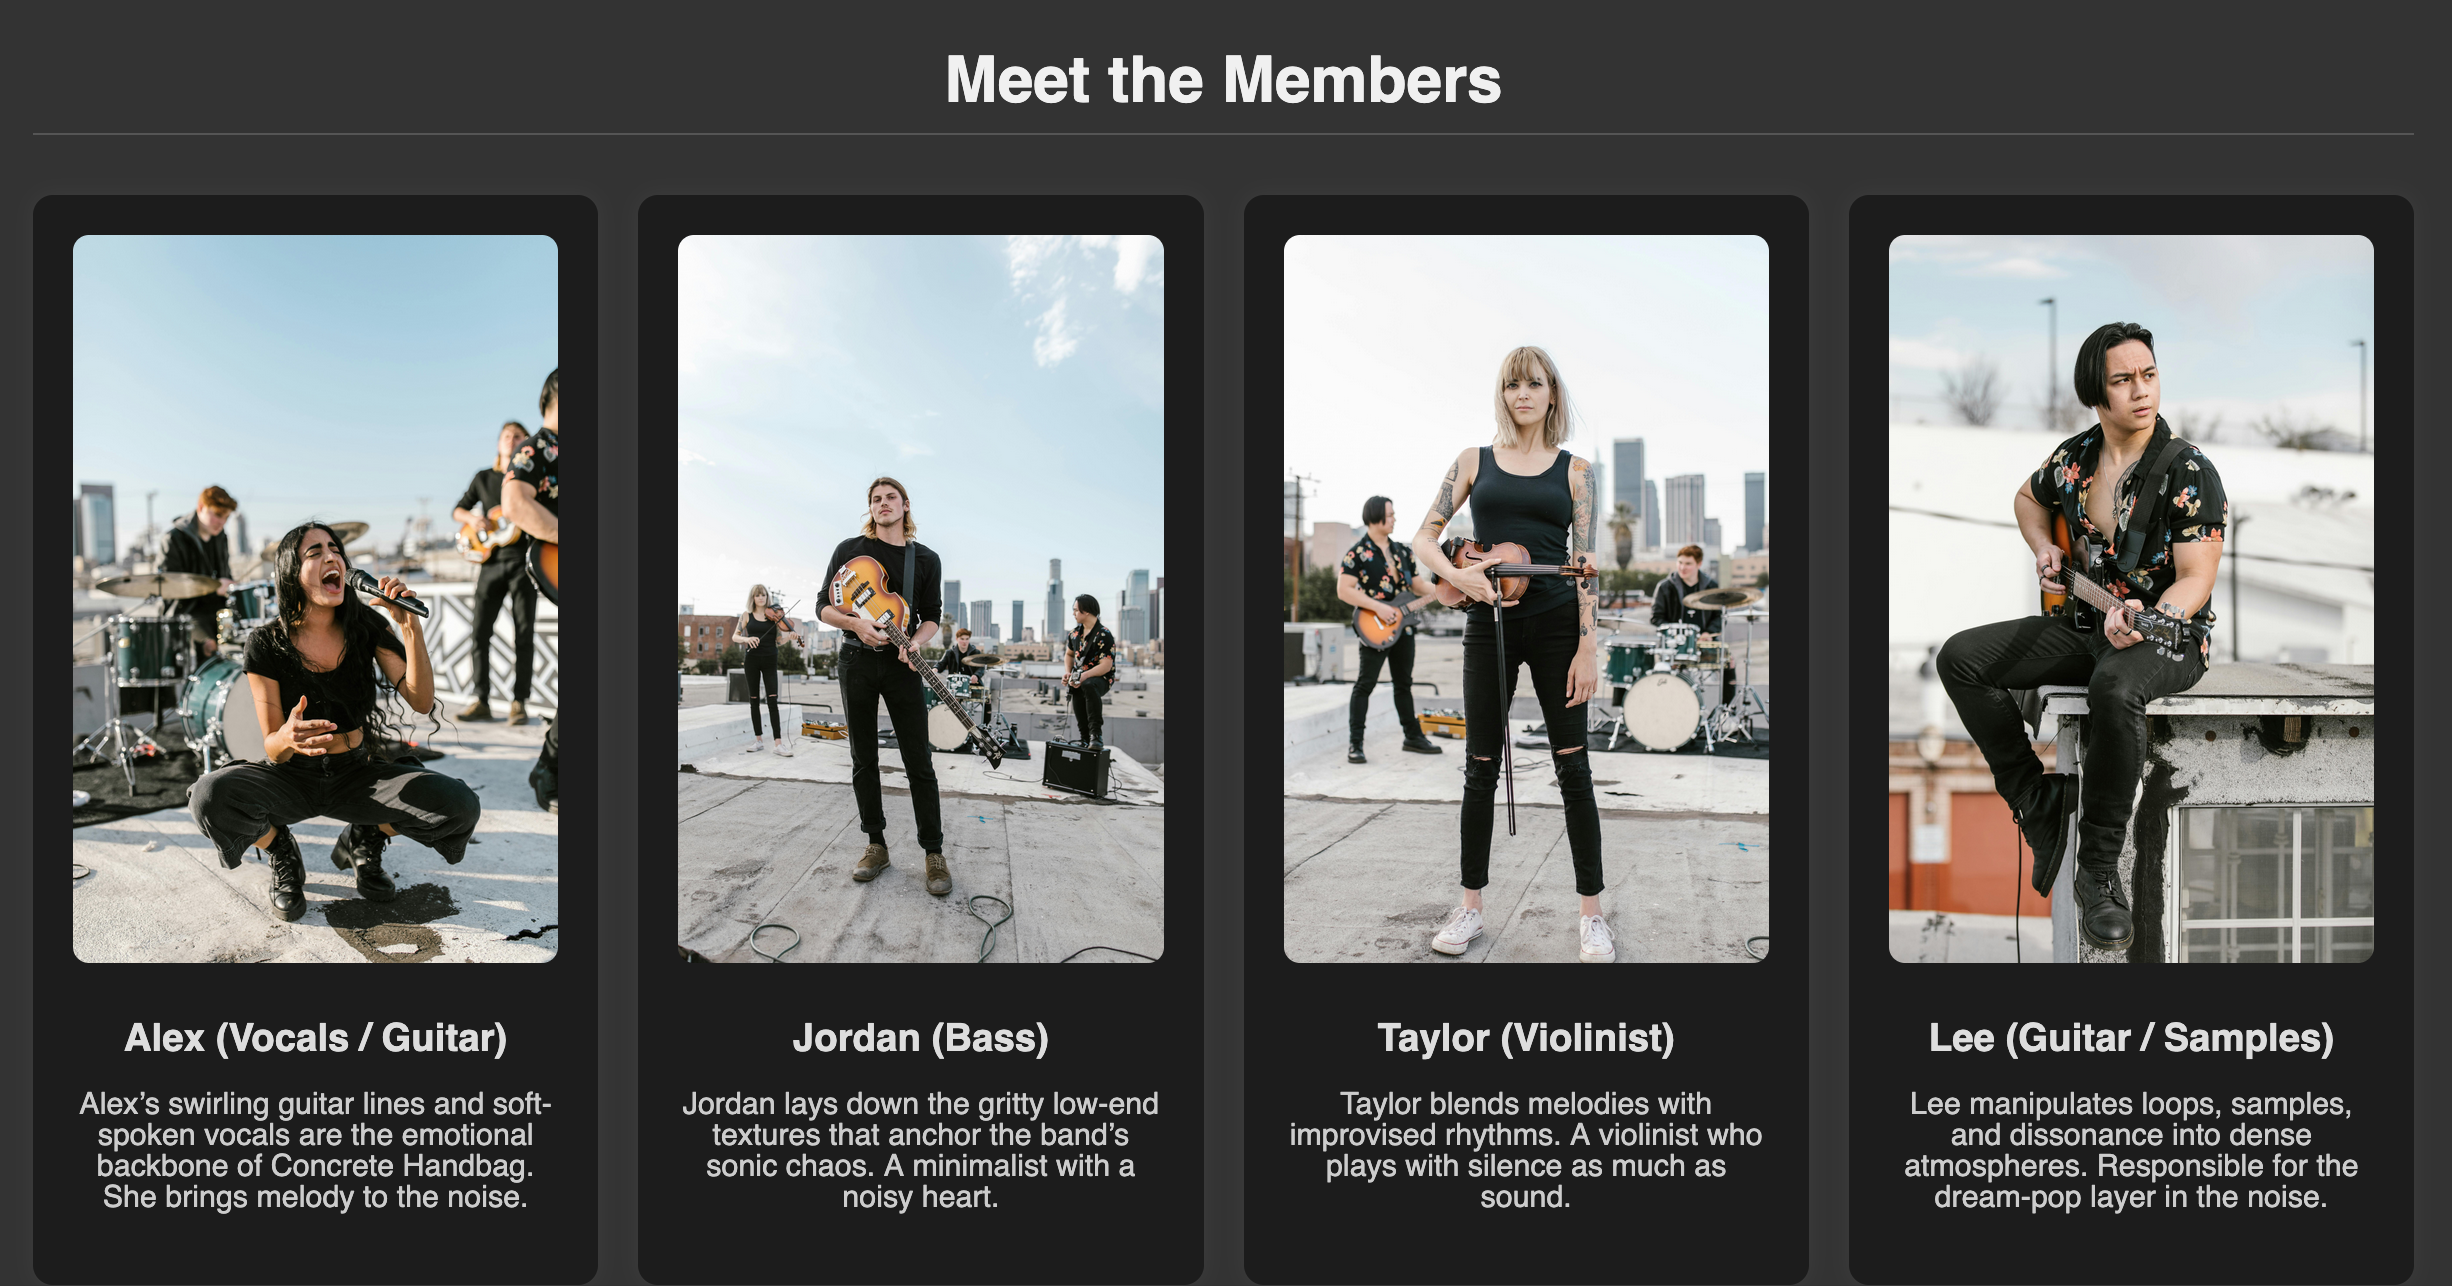 Meet the Members
Alex (Vocals / Guitar)
Alex’s swirling guitar lines and soft-
spoken vocals are the emotional
backbone of Concrete Handbag.
She brings melody to the noise.
Jordan (Bass)
Jordan lays down the gritty low-end
textures that anchor the band’s
sonic chaos. A minimalist with a
noisy heart.
Taylor (Violinist)
Taylor blends melodies with
improvised rhythms. A violinist who
plays with silence as much as
sound.
Lee (Guitar / Samples)
Lee manipulates loops, samples,
and dissonance into dense
atmospheres. Responsible for the
dream-pop layer in the noise.